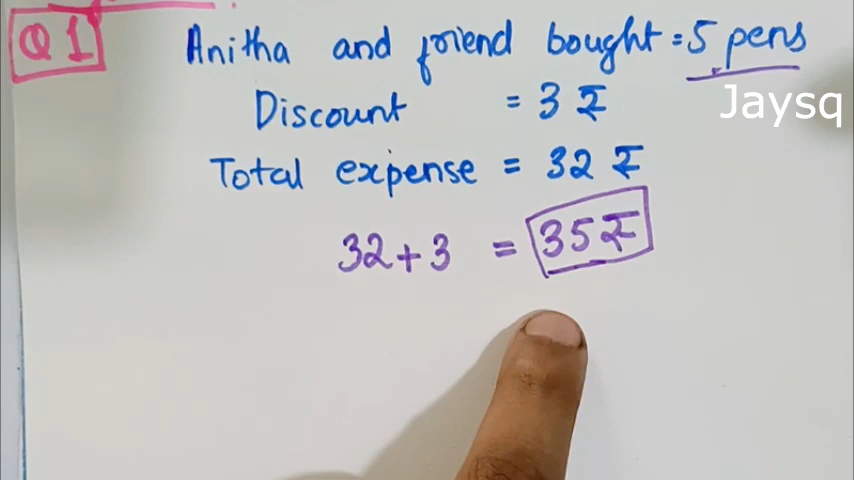 Q1
Anitha and friend bought = 5 pens
Jaysq
Discount = 3 ₹
Total expense = 32 ₹
32 + 3 = 35 ₹